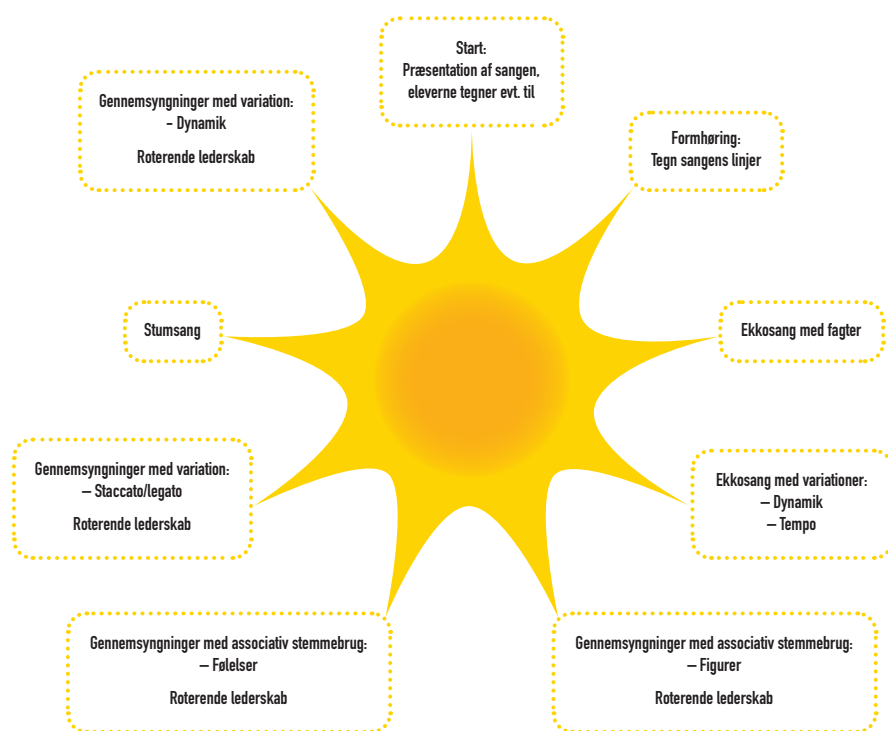 Start:
Præsentation af sangen,
eleverne tegner evt. til
Formhøring:
Tegn sangens linjer
Ekkosang med fagter
Ekkosang med variationer:
– Dynamik
– Tempo
Gennemsyngninger med associativ stemmebrug:
– Figurer
Roterende lederskab
Gennemsyngninger med associativ stemmebrug:
– Følelser
Roterende lederskab
Gennemsyngninger med variation:
– Staccato/legato
Roterende lederskab
Stumsang
Gennemsyngninger med variation:
- Dynamik
Roterende lederskab